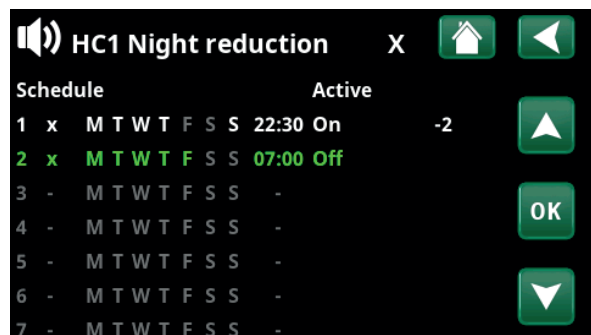 HC1 Night reduction X
Schedule Active
1 x M T W T F S S 22:30 On -2
2 x M T W T F S S 07:00 Off
3 - M T W T F S S -
4 - M T W T F S S -
OK
5 - M T W T F S S -
6 - M T W T F S S -
7 - M T W T F S S -